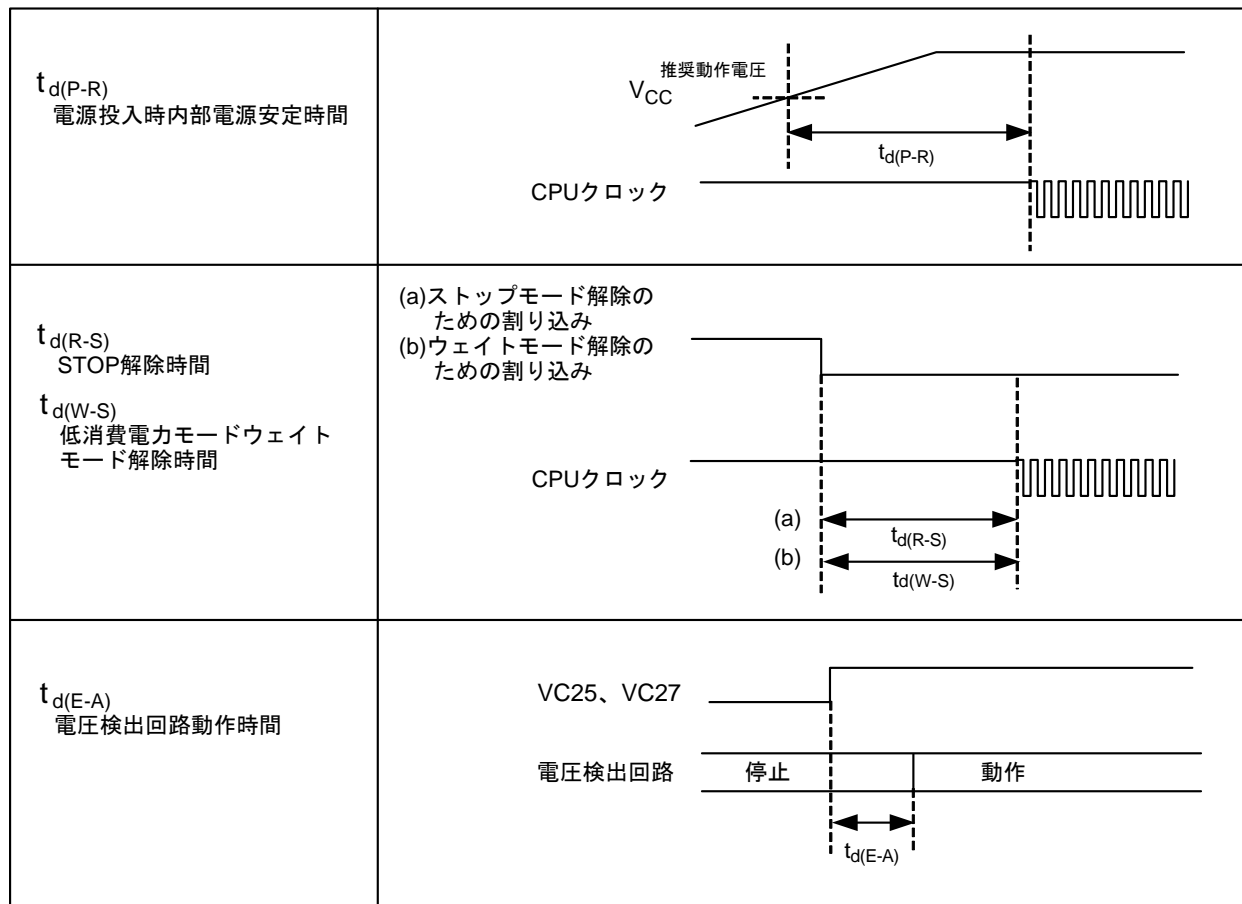 td(P-R)
電源投入時内部電源安定時間
推奨動作電圧
VCC
td(P-R)
CPUクロック
td(R-S)
STOP解除時間
td(W-S)
低消費電力モードウェイト
モード解除時間
(a)ストップモード解除の
ための割り込み
(b)ウェイトモード解除の
ための割り込み
CPUクロック
(a)
td(R-S)
(b)
td(W-S)
td(E-A)
電圧検出回路動作時間
VC25、VC27
電圧検出回路
停止
動作
td(E-A)